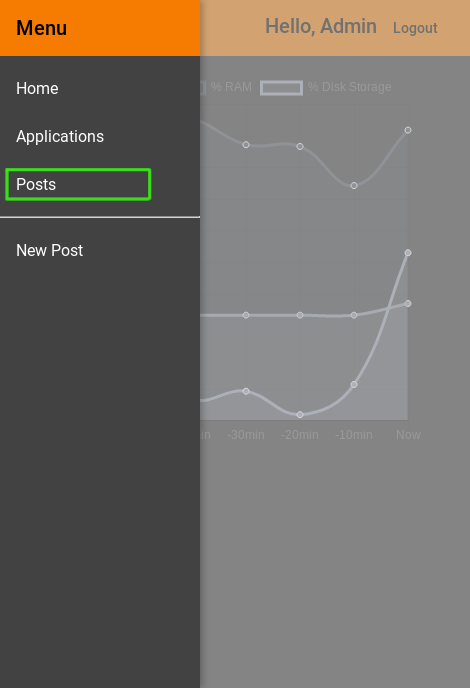 Menu
Hello, Admin
Logout
Home
Applications
Posts
New Post
% RAM
% Disk Storage
-30min
-20min
-10min
Now